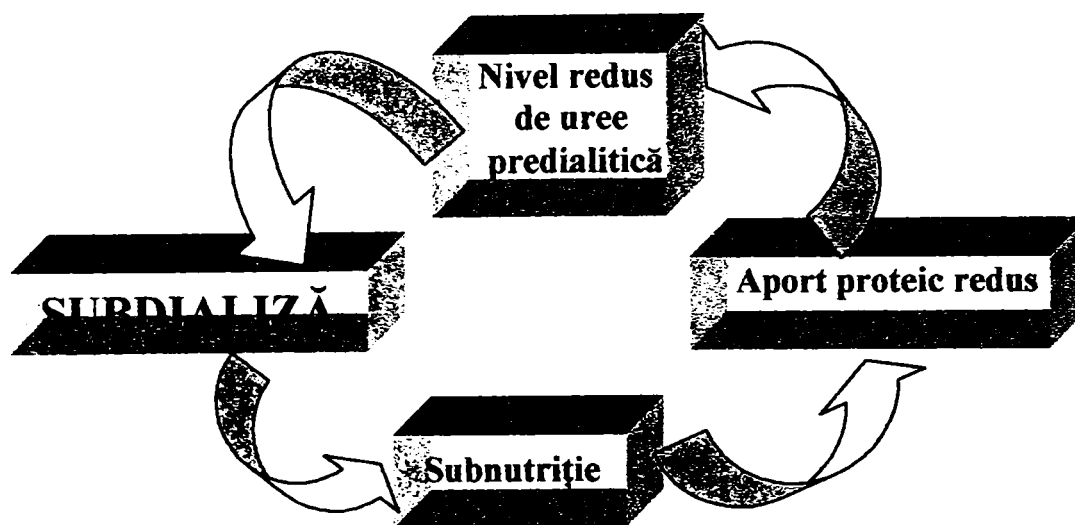 Nivel redus
de uree
predialitică
SUBDIALIZĂ
Aport proteic redus
Subnutriție